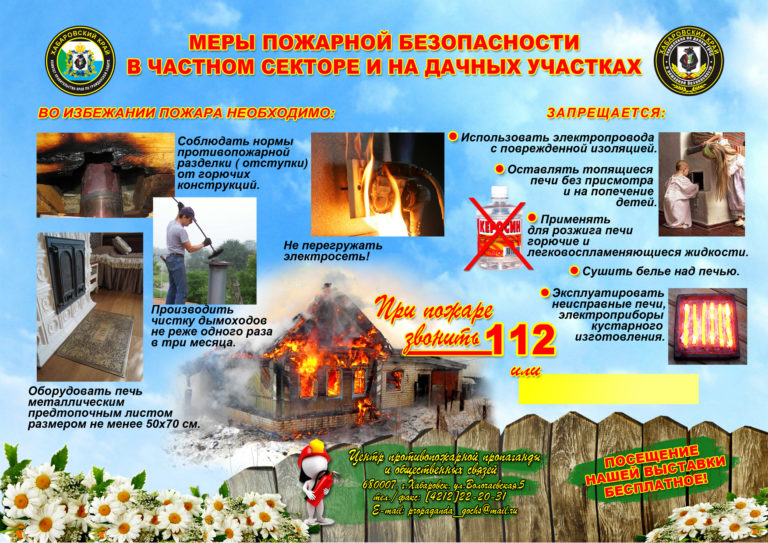 МЕРЫ ПОЖАРНОЙ БЕЗОПАСНОСТИ
В ЧАСТНОМ СЕКТОРЕ И НА ДАЧНЫХ УЧАСТКАХ
ХАБАРОВСКИЙ КРАЙ
ХАБАРОВСКИЙ КРАЙ
ВО ИЗБЕЖАНИИ ПОЖАРА НЕОБХОДИМО:
Соблюдать нормы
противопожарной
разделки ( отступки)
от горючих
конструкций.
Не перегружать
электросеть!
Производить
чистку дымоходов
не реже одного раза
в три месяца.
Оборудовать печь
металлическим
предтопочным листом
размером не менее 50х70 см.
ЗАПРЕЩАЕТСЯ:
Использовать электропровода
с поврежденной изоляцией.
Оставлять топящиеся
печи без присмотра
и на попечение
детей.
КЕРОСИН
Применять
для розжига печи
горючие и
легковоспламеняющиеся жидкости.
Сушить белье над печью.
Эксплуатировать
неисправные печи,
электроприборы
кустарного
изготовления.
При пожаре
звонить 112
или
Центр противопожарной пропаганды
и общественных связей
680007 г.Хабаровск, ул.Волочаевская,5
тел./факс: (4212)22-20-31
E-mail: propaganda_gochs@mail.ru
ПОСЕЩЕНИЕ
НАШЕЙ ВЫСТАВКИ
БЕСПЛАТНОЕ!